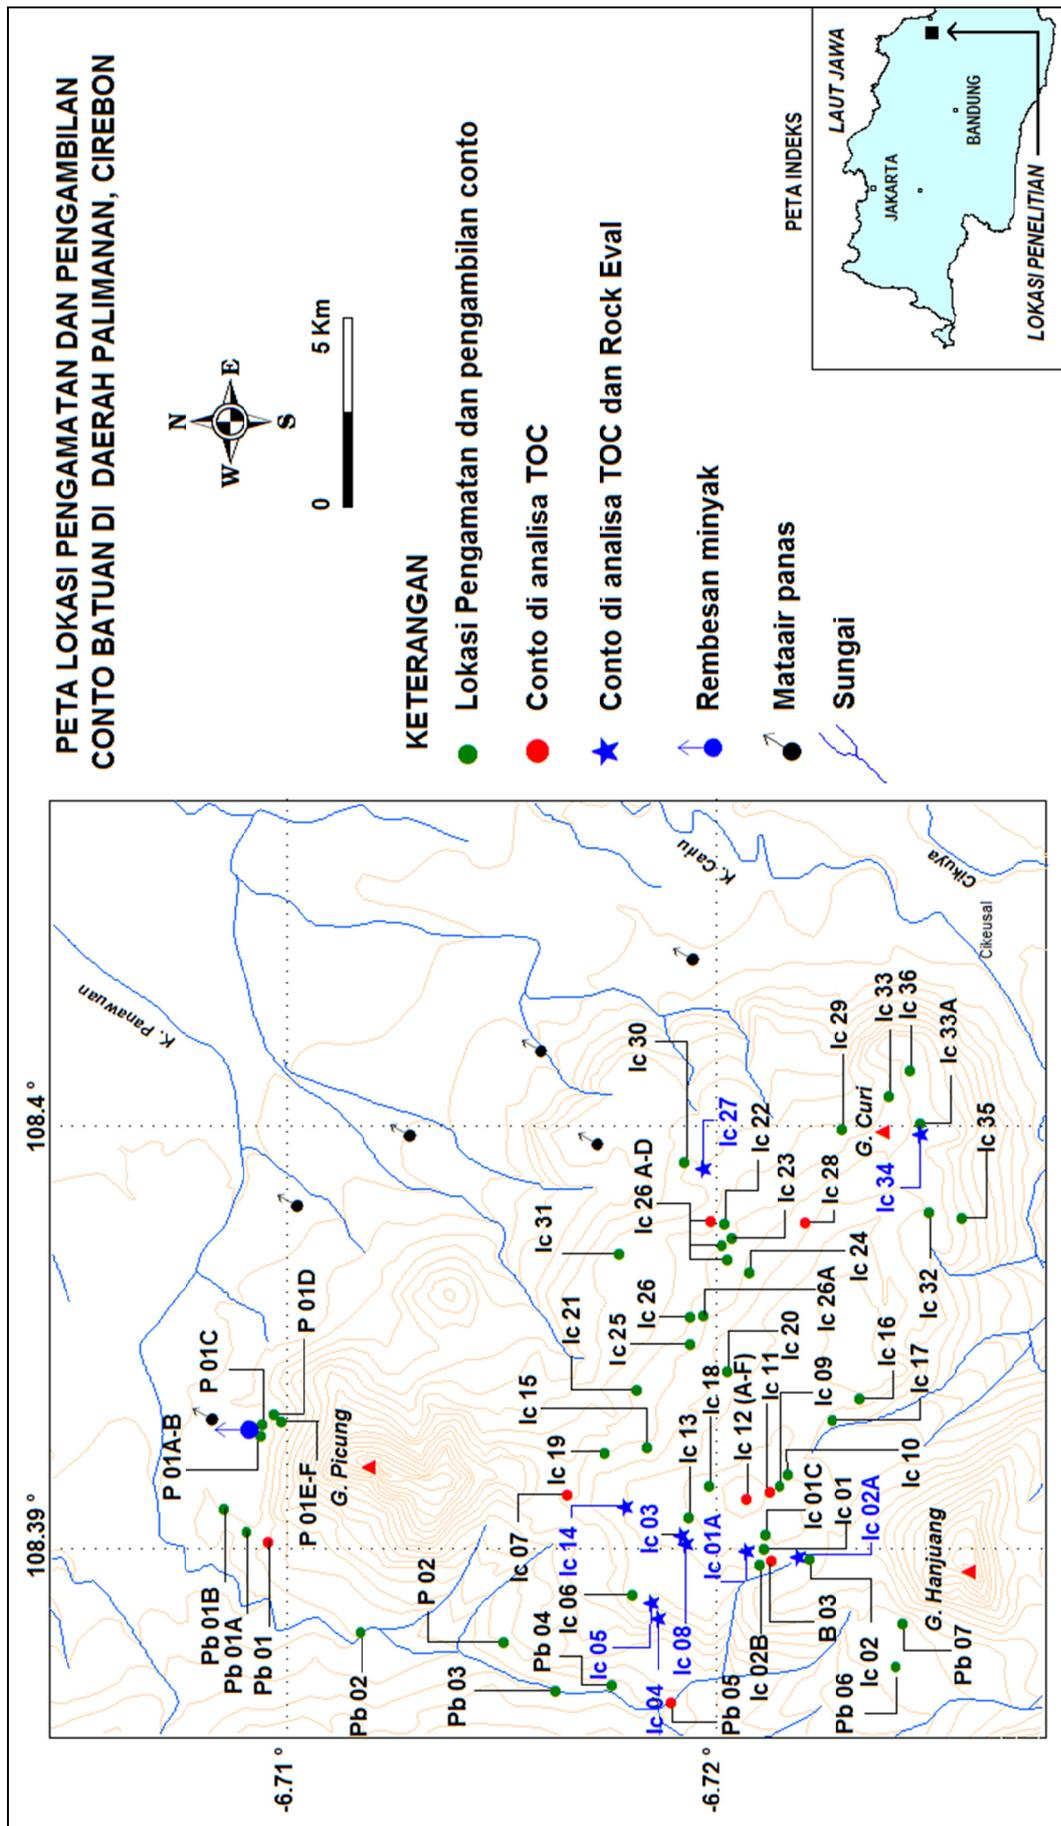 PETA LOKASI PENGAMATAN DAN PENGAMBILAN
CONTO BATUAN DI DAERAH PALIMANAN, CIREBON
N
W
E
S
0
5 Km
KETERANGAN
Lokasi Pengamatan dan pengambilan conto
Conto di analisa TOC
Conto di analisa TOC dan Rock Eval
Rembesan minyak
Mataair panas
Sungai
PETA INDEKS
LAUT JAWA
JAKARTA
BANDUNG
LOKASI PENELITIAN
108.39 °
108.4 °
-6.71 °
-6.72 °
K. Panawuan
K. Cariu
Cikuya
Cikeusal
P 01A-B
P 01C
P 01D
P 01E-F
G. Picung
Pb 01B
Pb 01A
Pb 01
Pb 02
P 02
Pb 03
Pb 04
Ic 07
Ic 19
Ic 15
Ic 21
Ic 31
Ic 14
Ic 06
Ic 05
Ic 04
Ic 08
Ic 03
Ic 13
Ic 25
Ic 26
Ic 26 A-D
Ic 30
Ic 27
Ic 22
Ic 23
Ic 28
Ic 24
Ic 26A
Ic 20
Ic 18
Ic 12 (A-F)
Ic 11
Ic 09
Ic 10
Ic 01A
Ic 01C
Ic 01
Ic 02A
Pb 05
Ic 02B
B 03
Ic 02
Pb 06
Pb 07
G. Hanjuang
Ic 16
Ic 17
Ic 29
G. Curi
Ic 33
Ic 36
Ic 33A
Ic 34
Ic 32
Ic 35